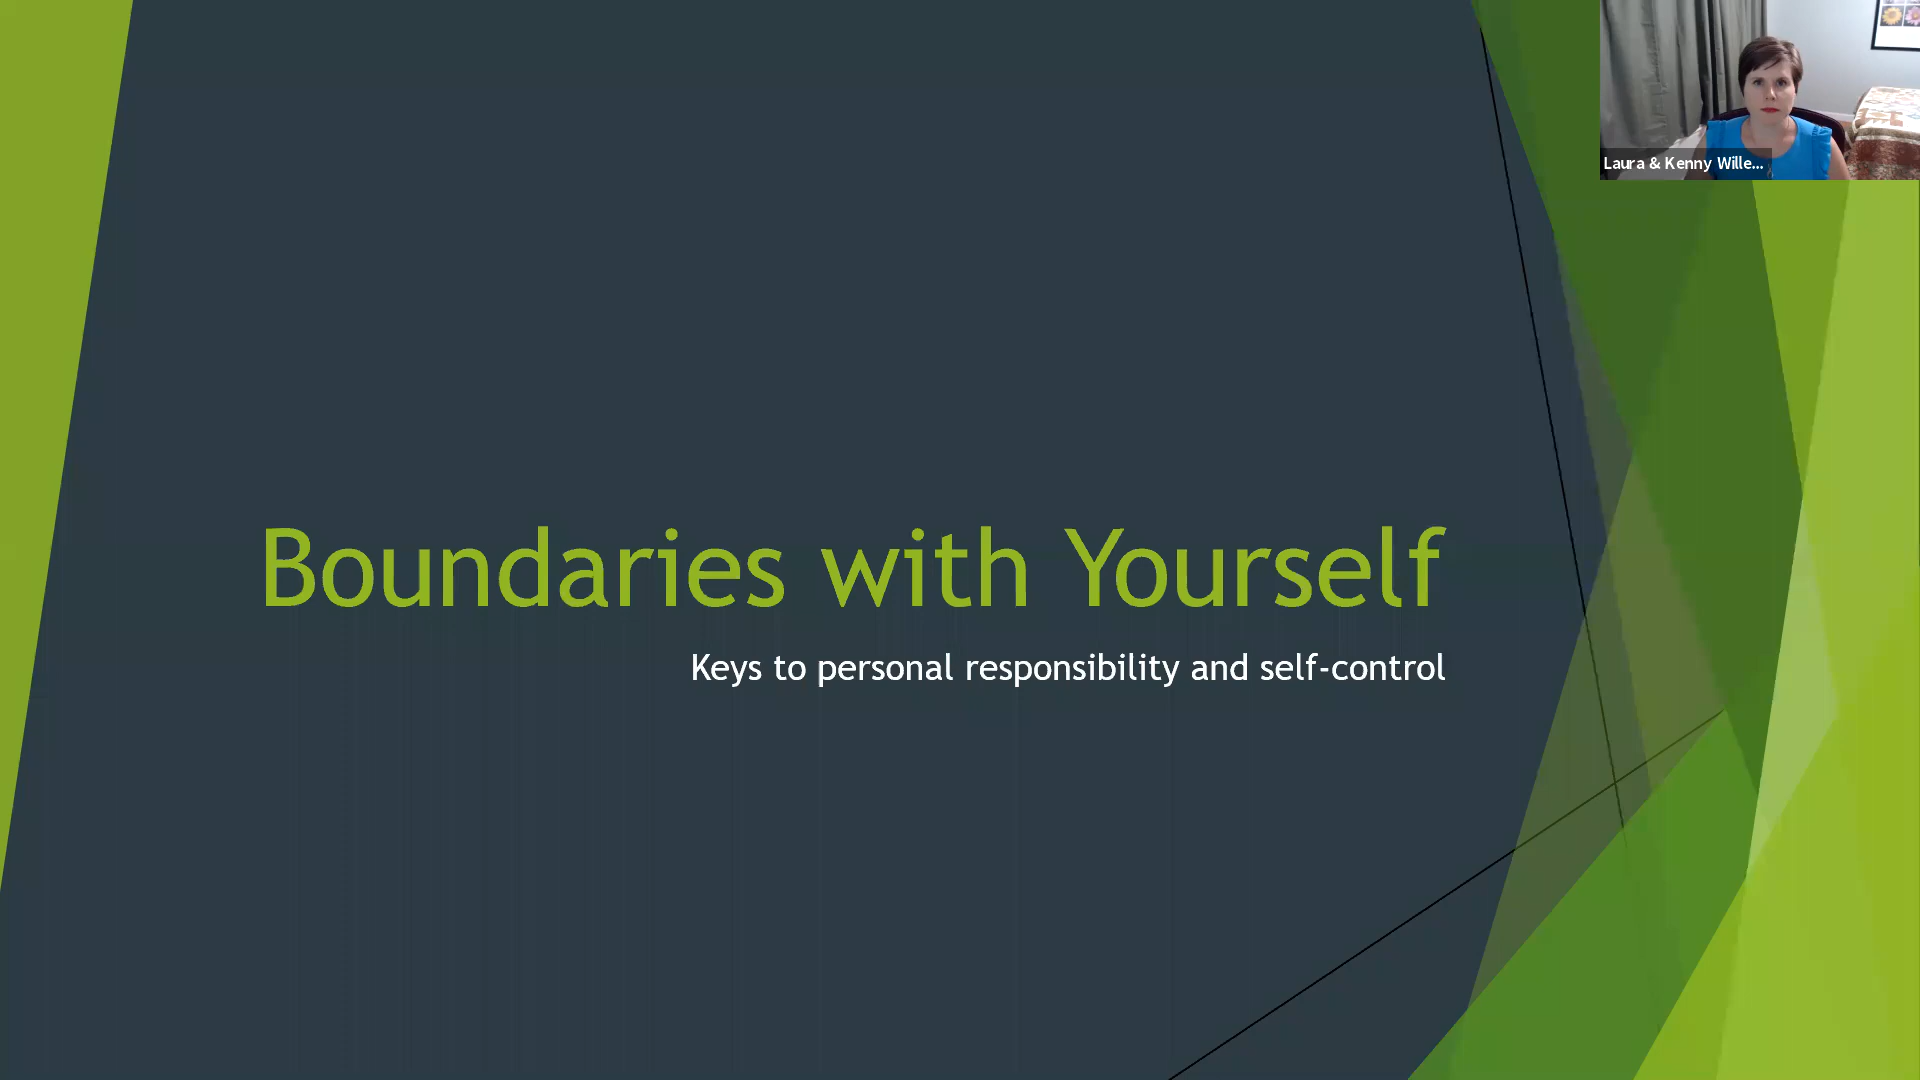 Laura & Kenny Wille...
Boundaries with Yourself
Keys to personal responsibility and self-control